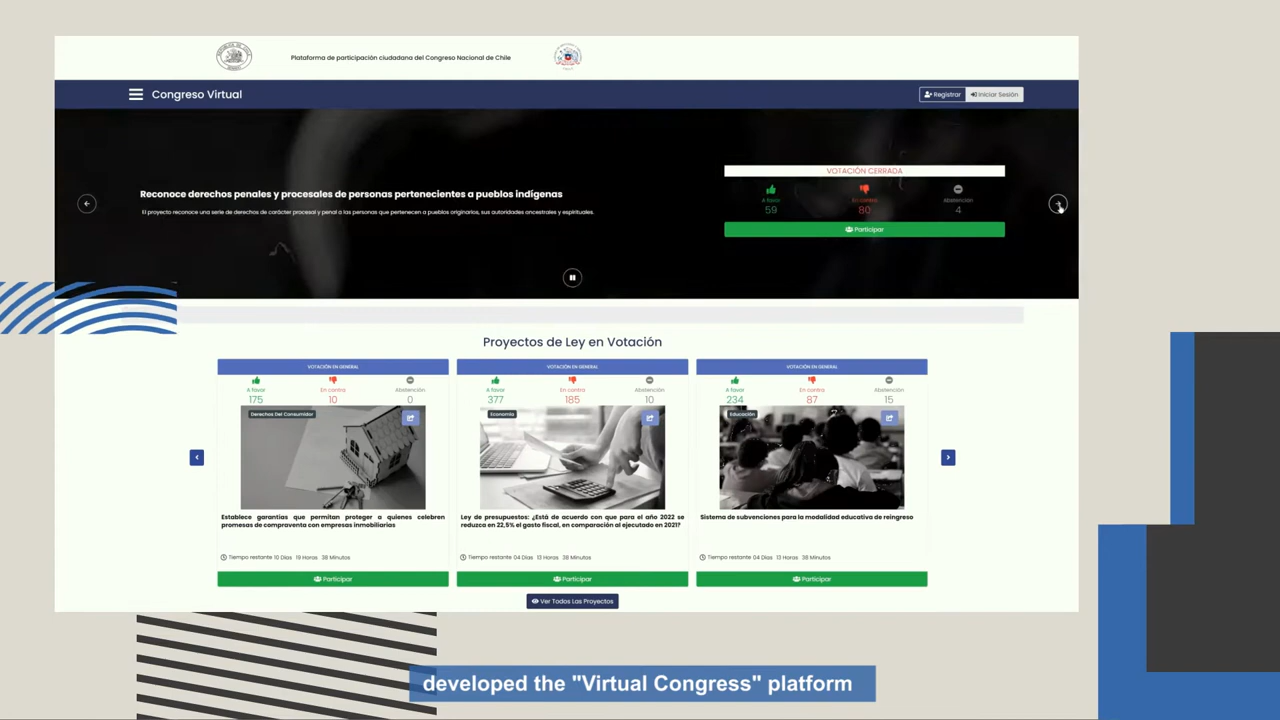 Plataforma de participación ciudadana del Congreso Nacional de Chile
Congreso Virtual
Registrar
Iniciar Sesión
VOTACIÓN CERRADA
Reconoce derechos penales y procesales de personas pertenecientes a pueblos indígenas
El proyecto reconoce una serie de derechos de carácter procesal y penal a las personas que pertenecen a pueblos originarios, sus autoridades ancestrales y espirituales.
A favor
59
En contra
80
Abstención
4
Participar
Proyectos de Ley en Votación
VOTACIÓN EN GENERAL
A favor
175
En contra
10
Abstención
0
Derechos Del Consumidor
Establece garantías que permitan proteger a quienes celebren
promesas de compraventa con empresas inmobiliarias
Tiempo restante 10 Días 19 Horas 38 Minutos
Participar
VOTACIÓN EN GENERAL
A favor
377
En contra
185
Abstención
10
Economía
Ley de presupuestos: ¿Está de acuerdo con que para el año 2022 se
reduzca en 22,5% el gasto fiscal, en comparación al ejecutado en 2021?
Tiempo restante 04 Días 13 Horas 38 Minutos
Participar
VOTACIÓN EN GENERAL
A favor
234
En contra
87
Abstención
15
Educación
Sistema de subvenciones para la modalidad educativa de reingreso
Tiempo restante 04 Días 13 Horas 38 Minutos
Participar
Ver Todos Los Proyectos
developed the "Virtual Congress" platform